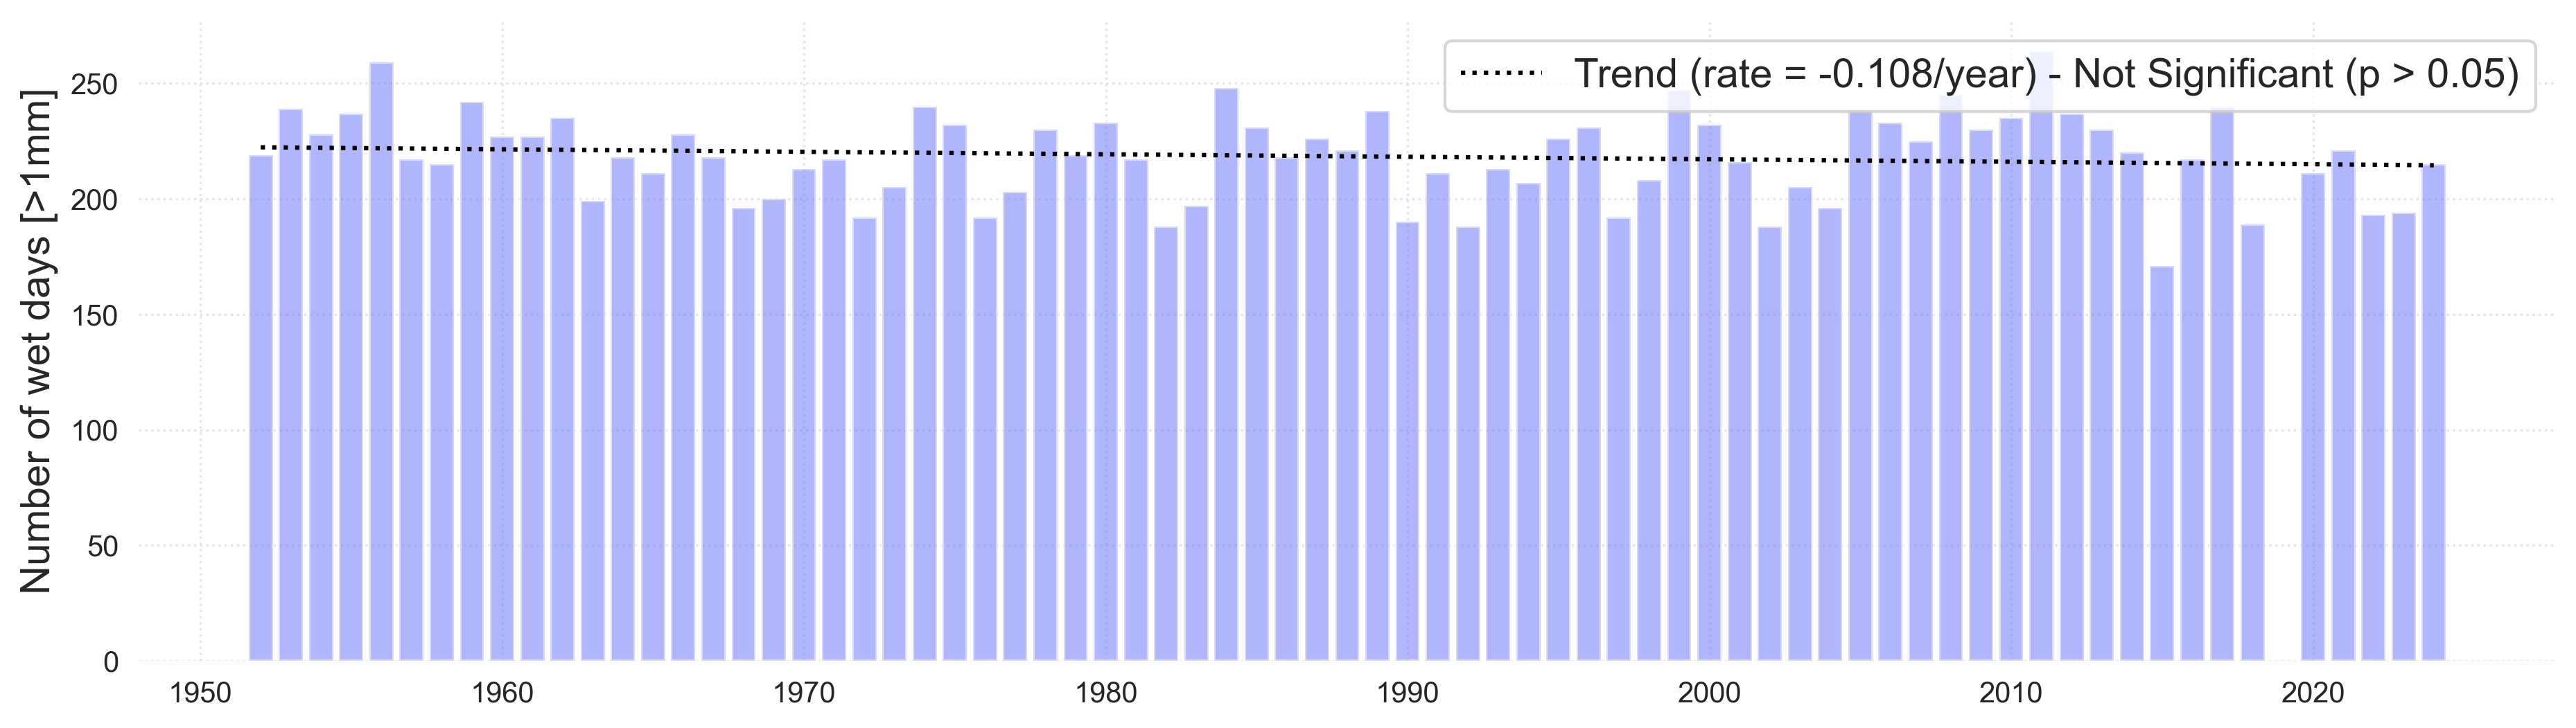 Number of wet days [>1mm]
250
200
150
100
50
0
Trend (rate = -0.108/year) - Not Significant (p > 0.05)
1950 1960 1970 1980 1990 2000 2010 2020